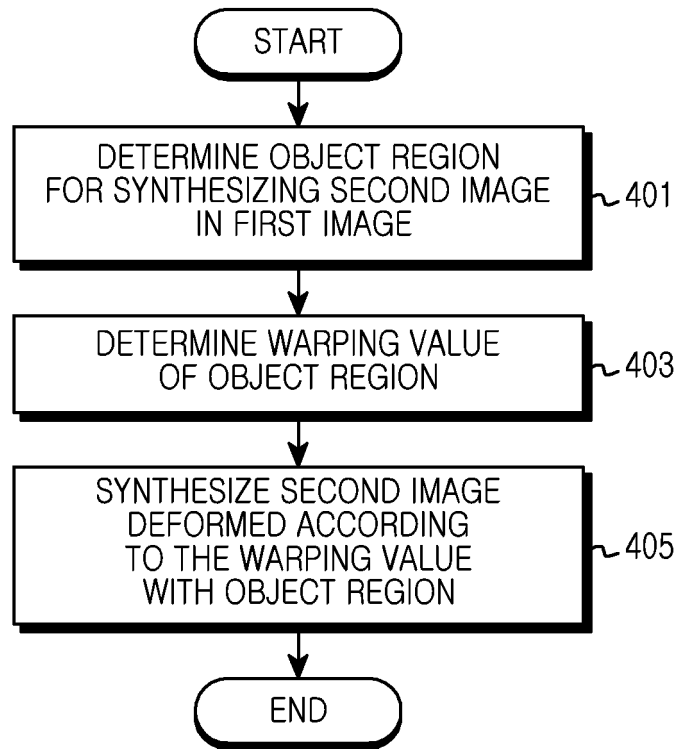 START
DETERMINE OBJECT REGION
FOR SYNTHESIZING SECOND IMAGE
IN FIRST IMAGE
401
DETERMINE WARPING VALUE
OF OBJECT REGION
403
SYNTHESIZE SECOND IMAGE
DEFORMED ACCORDING
TO THE WARPING VALUE
WITH OBJECT REGION
405
END